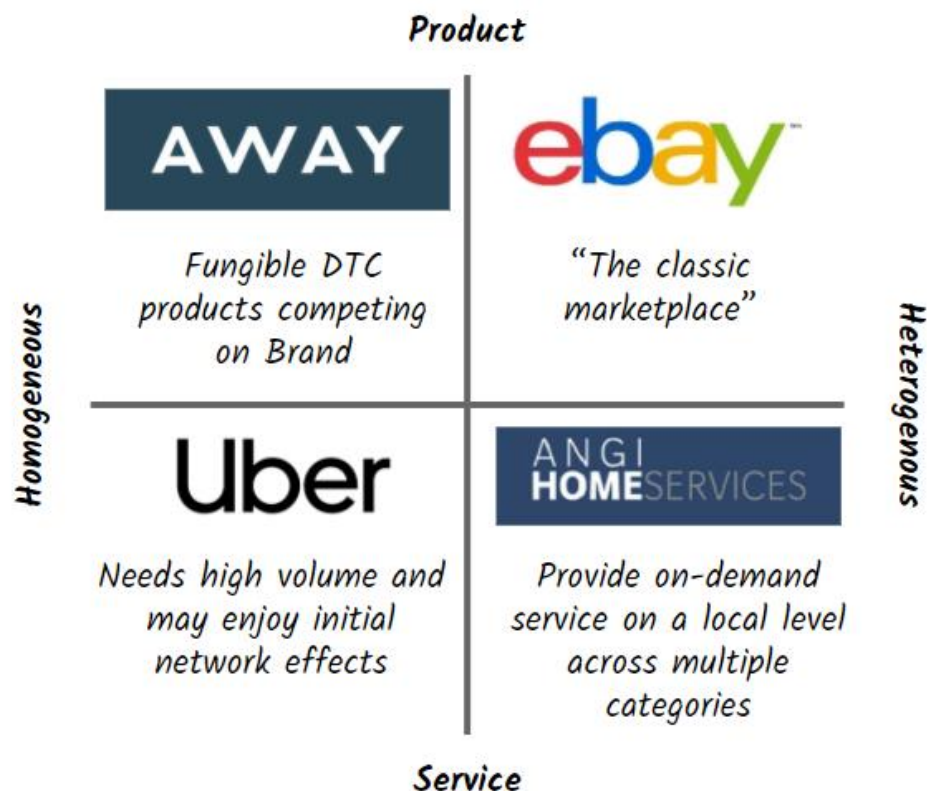 Product
AWAY
ebay
™
Fungible DTC
products competing
on Brand
“The classic
marketplace”
Homogeneous
Heterogenous
Uber
ANGI
HOMESERVICES
Needs high volume and
may enjoy initial
network effects
Provide on-demand
service on a local level
across multiple
categories
Service